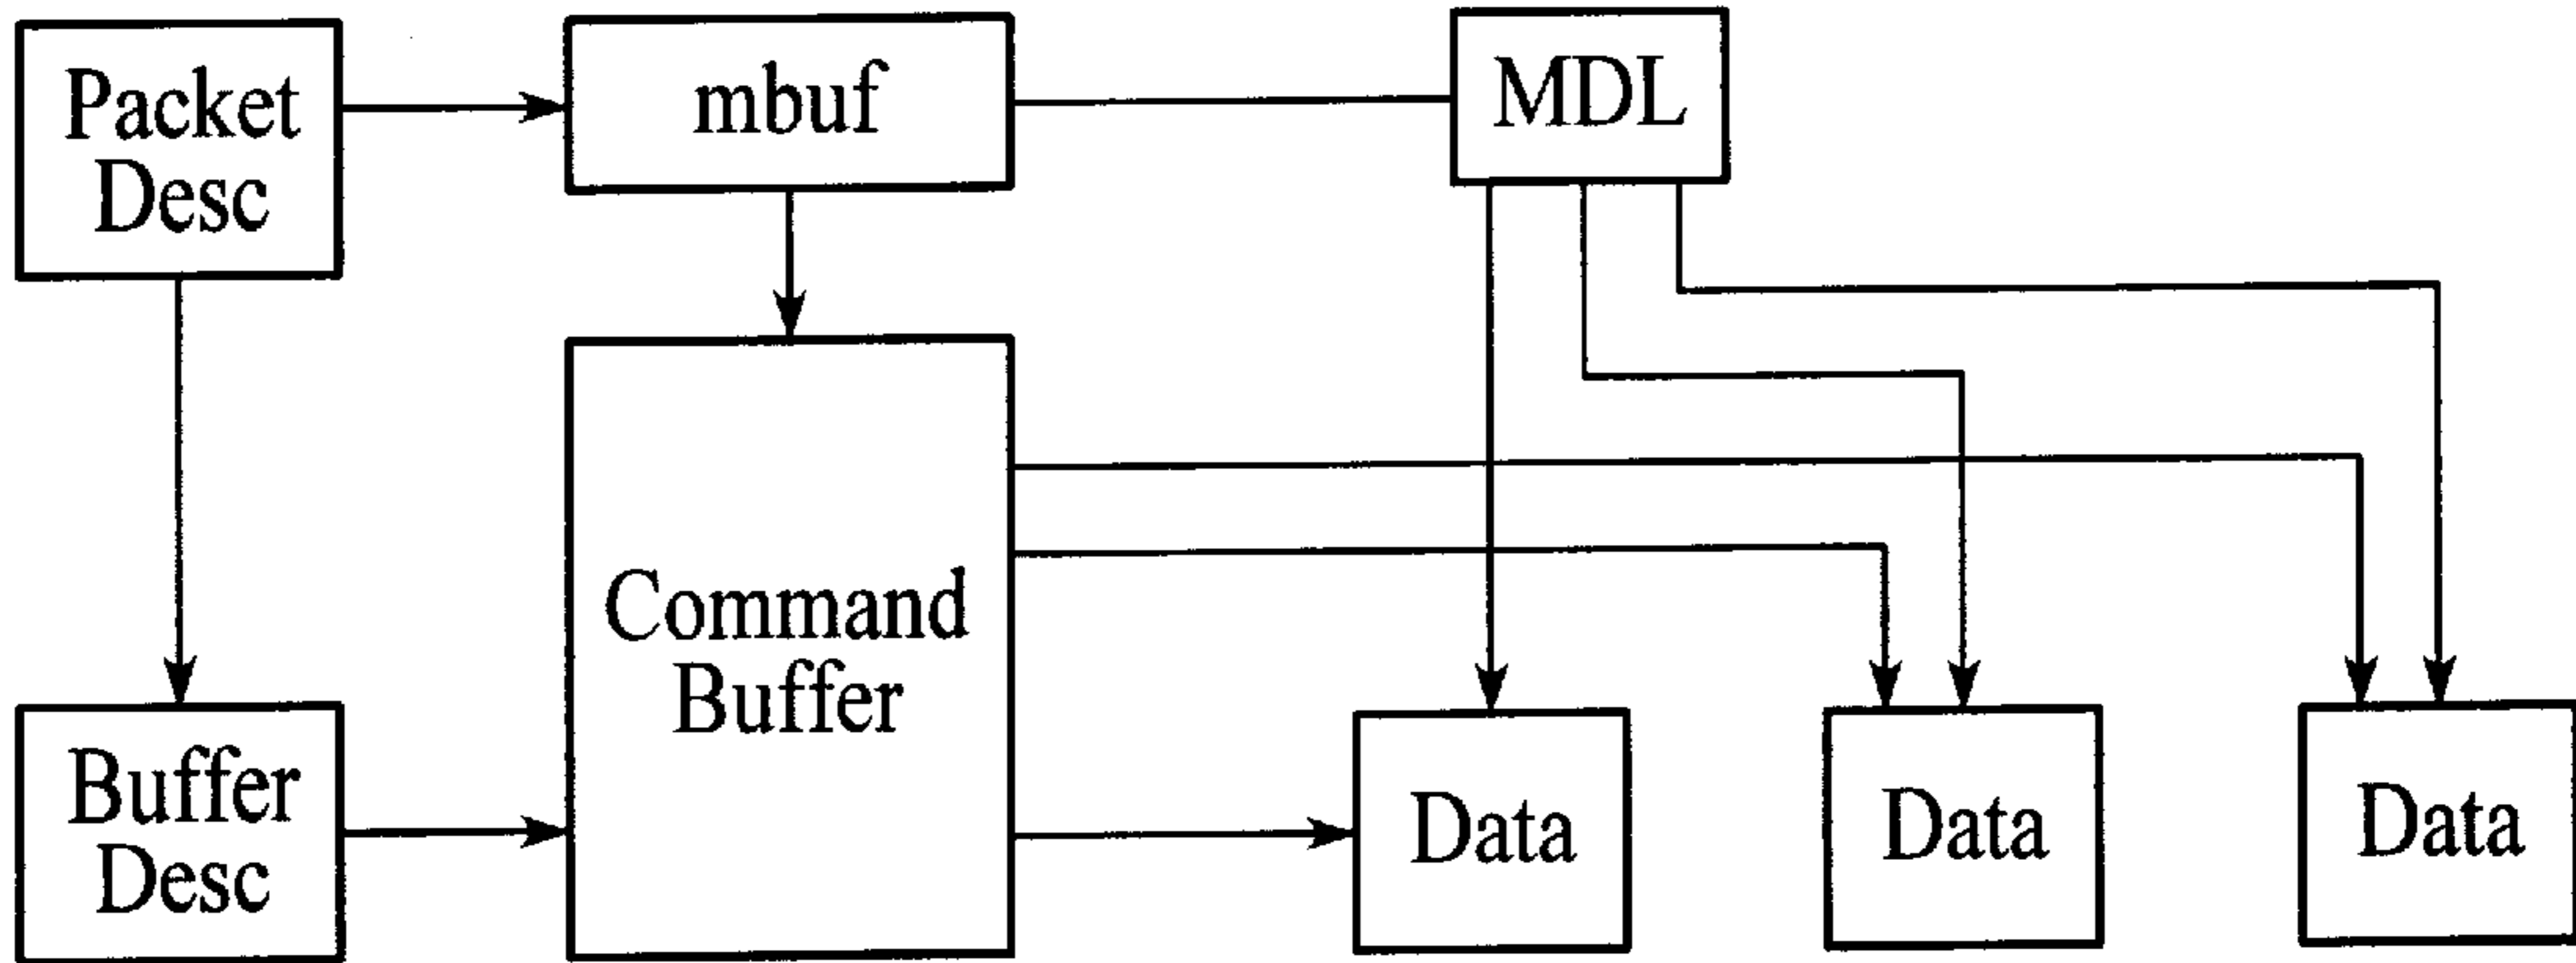 Packet
Desc
mbuf
MDL
Command
Buffer
Buffer
Desc
Data
Data
Data